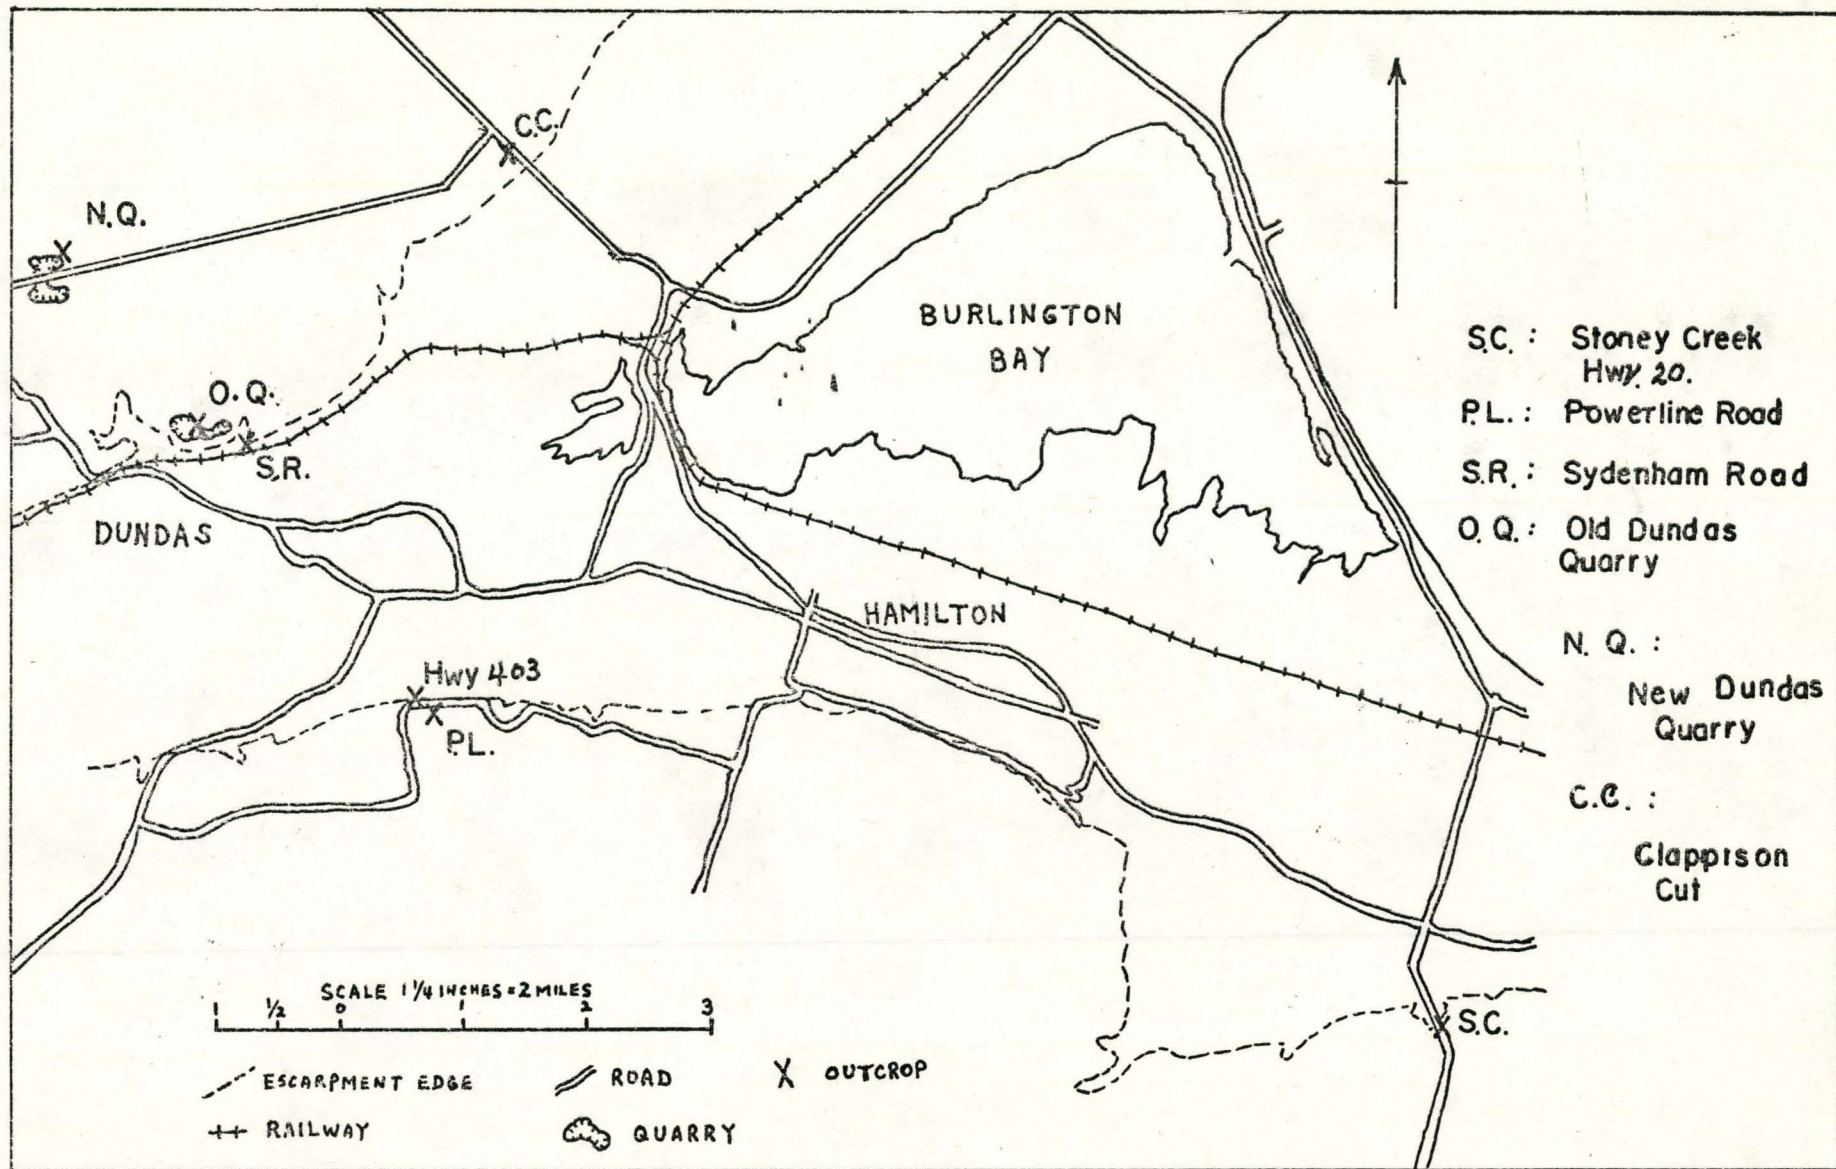 C.C.
N.Q.
BURLINGTON
BAY
O.Q.
S.R.
DUNDAS
HAMILTON
Hwy 403
P.L.
S.C.
S.C. : Stoney Creek
Hwy. 20.
P.L. : Powerline Road
S.R. : Sydenham Road
O.Q. : Old Dundas
Quarry
N. Q. :
New Dundas
Quarry
C.C. :
Clappison
Cut
SCALE 1 1/4 INCHES = 2 MILES
1 1/2 0 1 2 3
ESCARPMENT EDGE
ROAD
X OUTCROP
RAILWAY
QUARRY